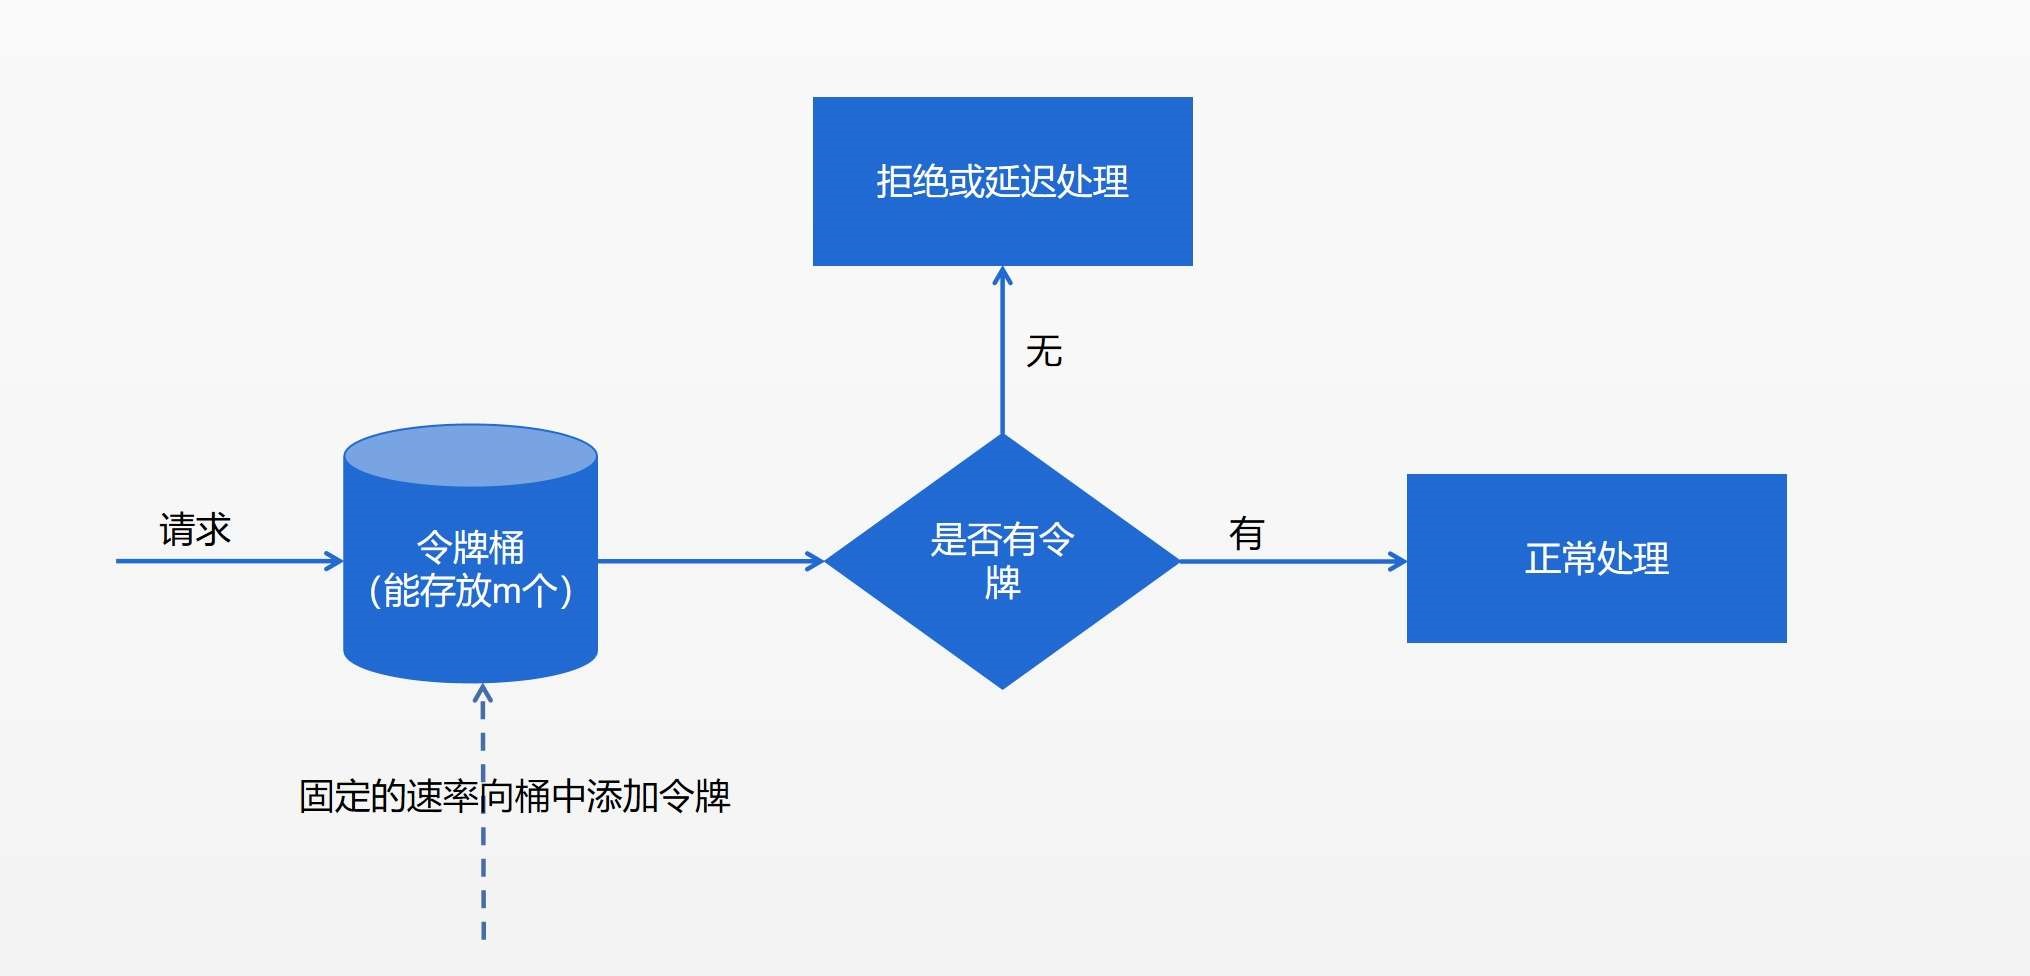 拒绝或延迟处理
无
请求
令牌桶
（能存放m个）
是否有令
牌
有
正常处理
固定的速率向桶中添加令牌